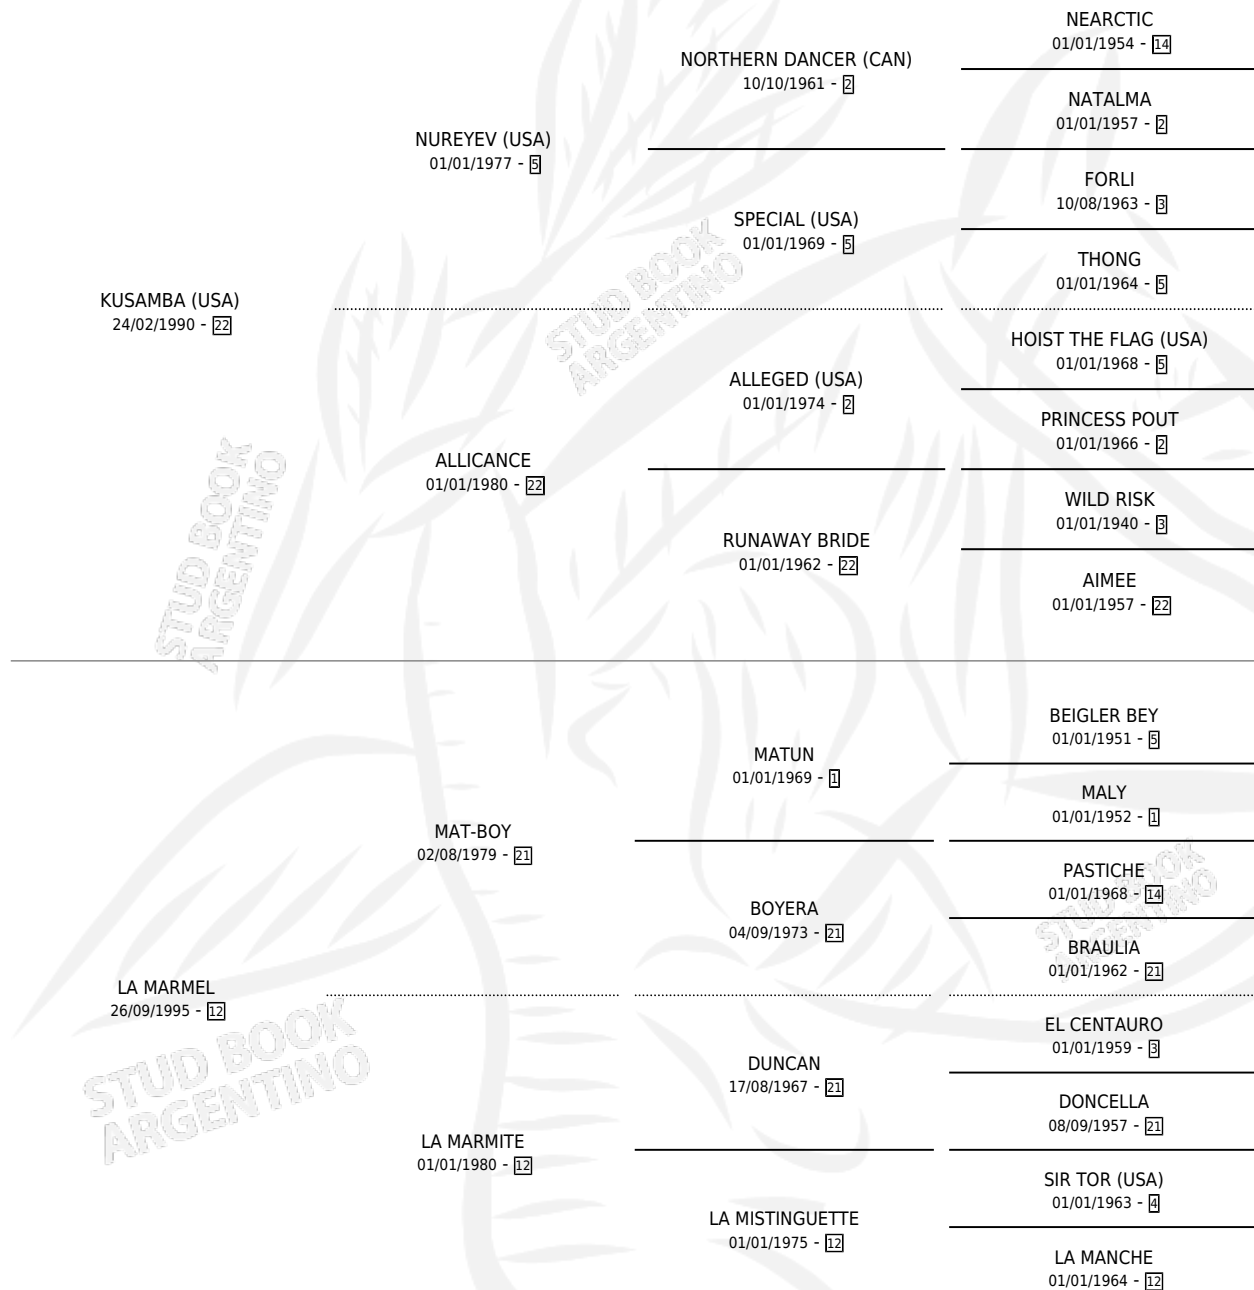 NEARCTIC
01/01/1954 - 14
NORTHERN DANCER (CAN)
10/10/1961 - 2
NATALMA
01/01/1957 - 2
NUREYEV (USA)
01/01/1977 - 5
FORLI
10/08/1963 - 3
SPECIAL (USA)
01/01/1969 - 5
THONG
01/01/1964 - 5
KUSAMBA (USA)
24/02/1990 - 22
HOIST THE FLAG (USA)
01/01/1968 - 5
ALLEGED (USA)
01/01/1974 - 2
PRINCESS POUT
01/01/1966 - 2
ALLICANCE
01/01/1980 - 22
WILD RISK
01/01/1940 - 3
RUNAWAY BRIDE
01/01/1962 - 22
AIMEE
01/01/1957 - 22
BEIGLER BEY
01/01/1951 - 5
MATUN
01/01/1969 - 1
MALY
01/01/1952 - 1
MAT-BOY
02/08/1979 - 21
PASTICHE
01/01/1968 - 14
BOYERA
04/09/1973 - 21
BRAULIA
01/01/1962 - 21
LA MARMEL
26/09/1995 - 12
EL CENTAURO
01/01/1959 - 3
DUNCAN
17/08/1967 - 21
DONCELLA
08/09/1957 - 21
LA MARMITE
01/01/1980 - 12
SIR TOR (USA)
01/01/1963 - 4
LA MISTINGUETTE
01/01/1975 - 12
LA MANCHE
01/01/1964 - 12
STUD BOOK
ARGENTINO
STUD BOOK
ARGENTINO
STUD BOOK
ARGENTINO
STUD BOOK
ARGENTINO